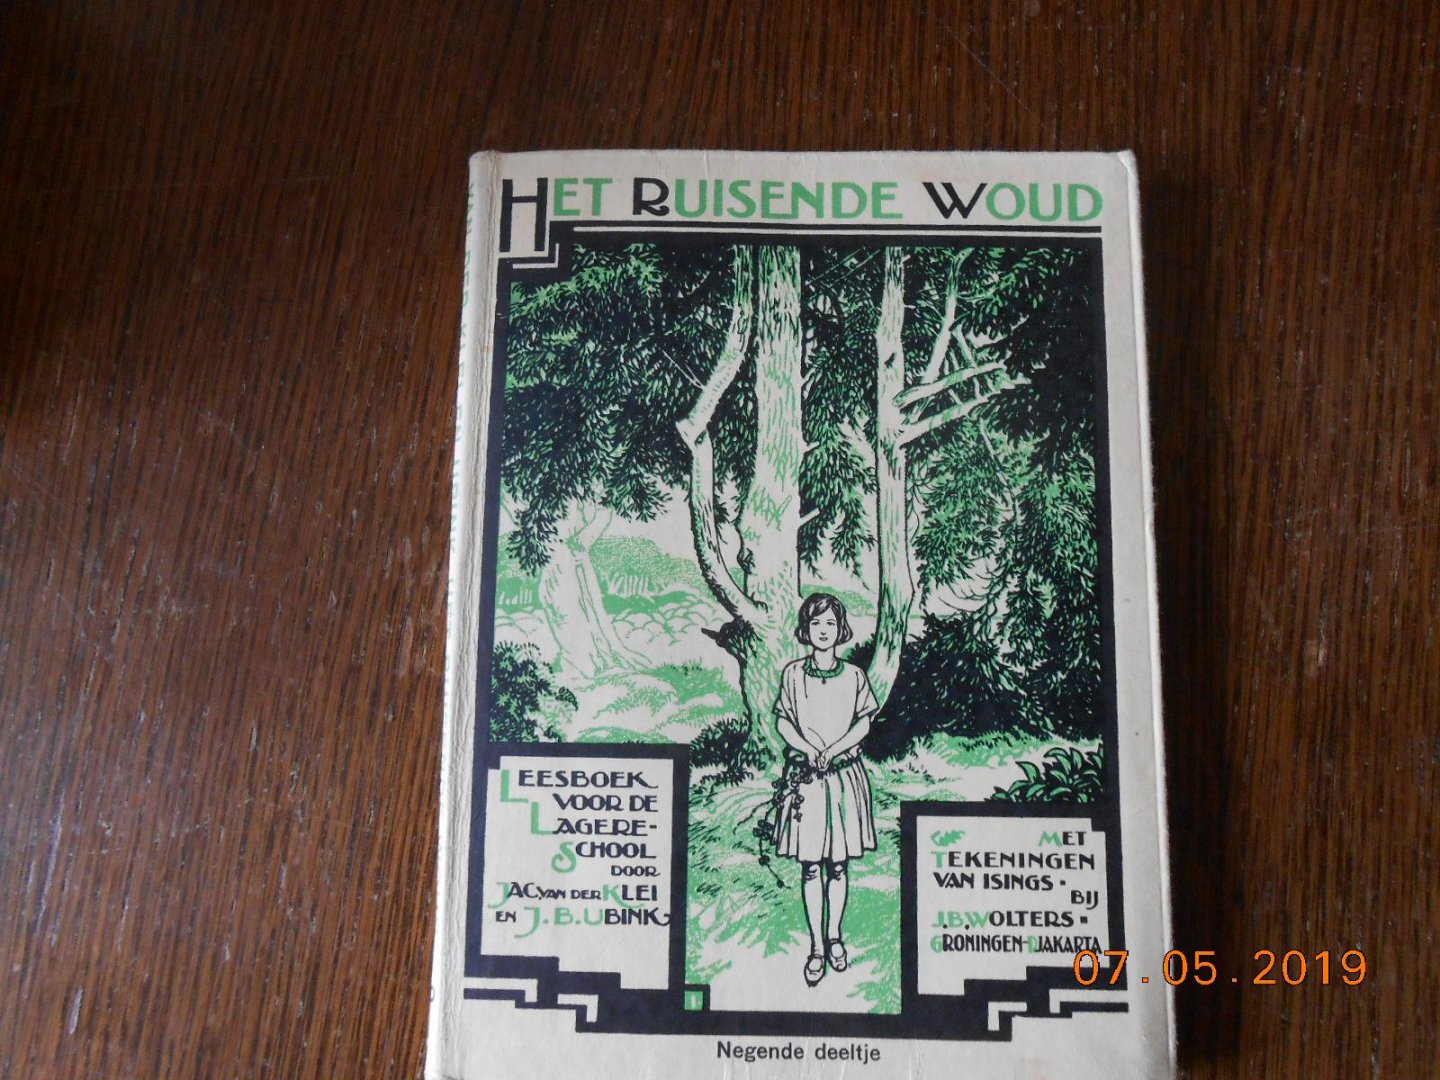 HET RUISENDE WOUD
LEESBOEK
VOOR DE
LAGERE-
SCHOOL
DOOR
JAC. VAN DER KLEI
EN J. B. UBINK
MET
TEKENINGEN
VAN ISINGS ·
BIJ
J.B. WOLTERS ·
GRONINGEN-DJAKARTA
Negende deeltje
07.05.2019